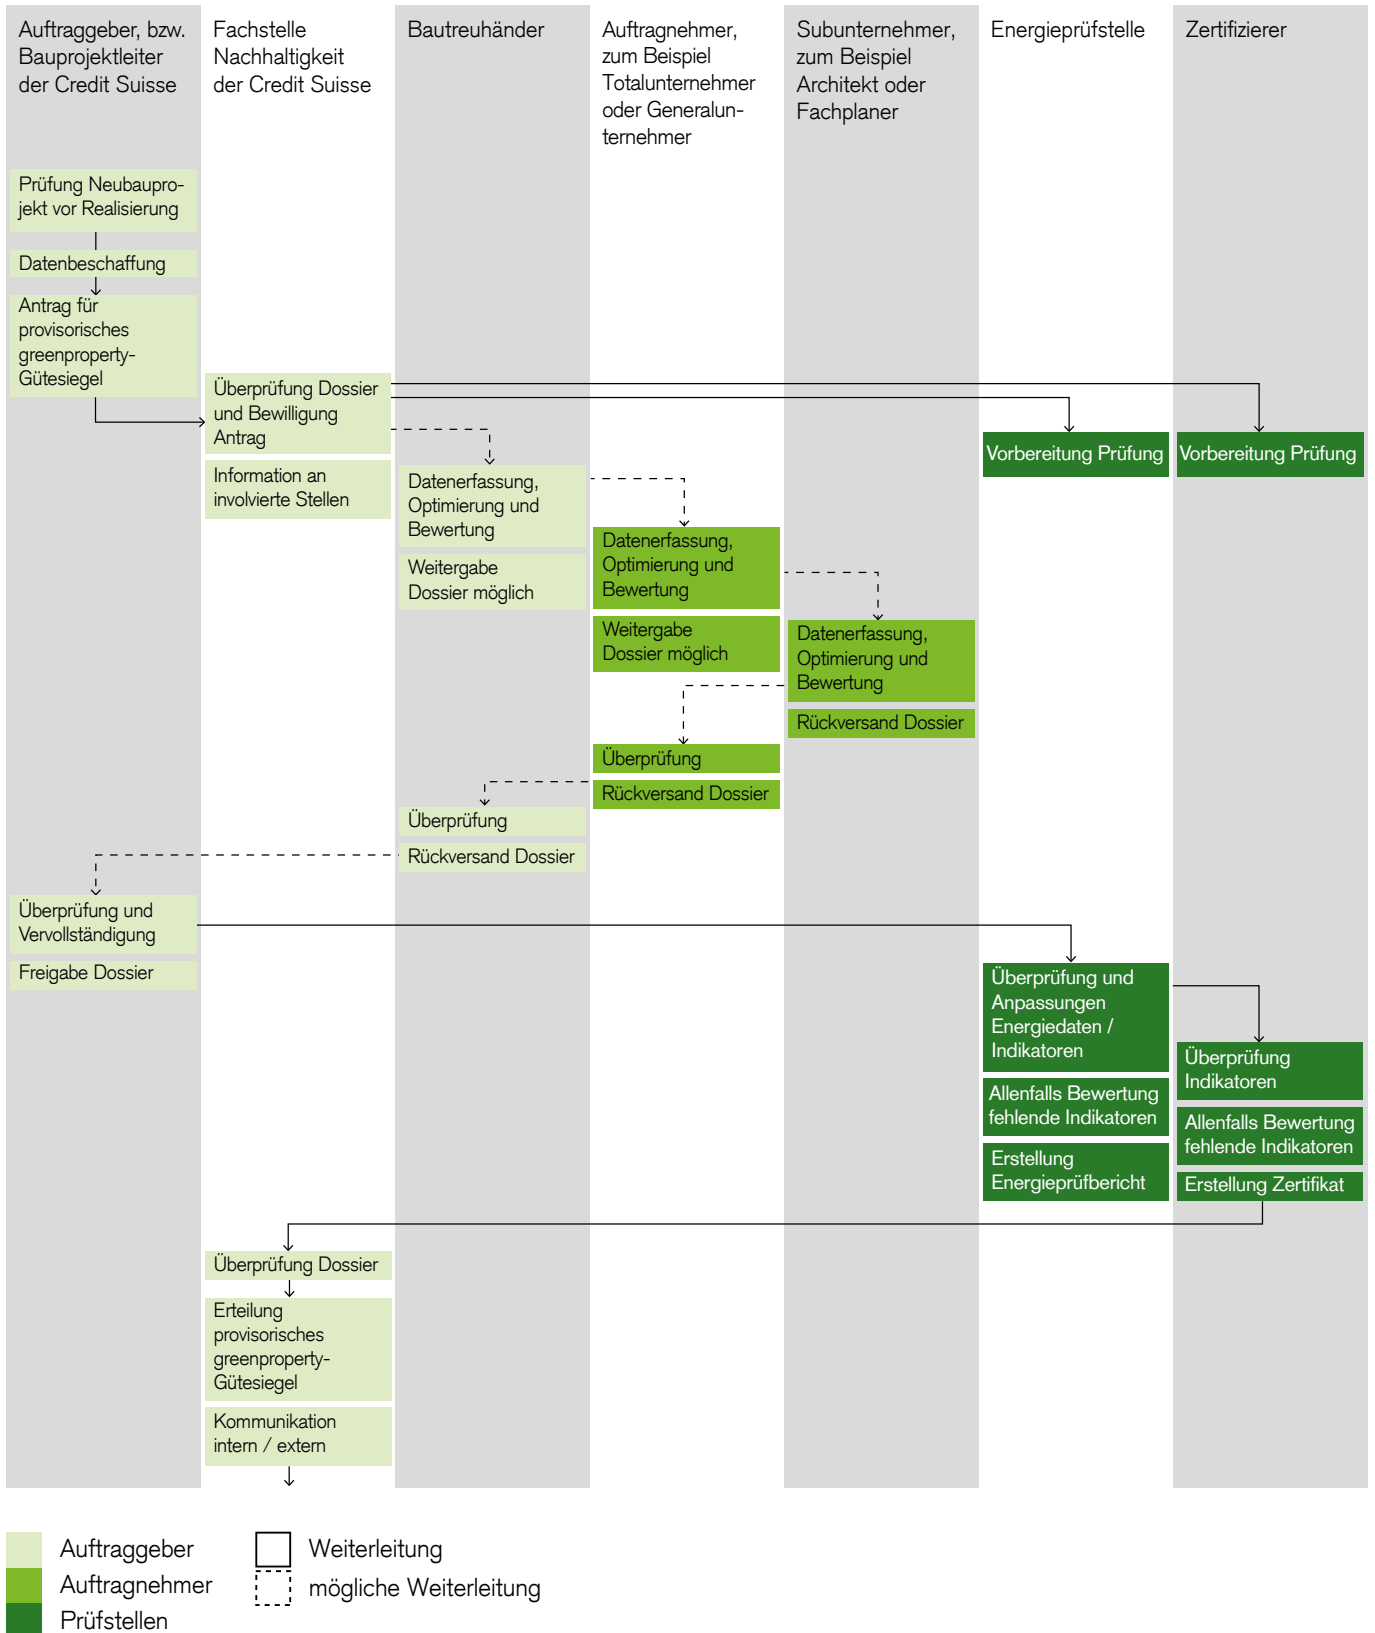 Auftraggeber, bzw.
Bauprojektleiter
der Credit Suisse
Fachstelle
Nachhaltigkeit
der Credit Suisse
Bautreuhänder
Auftragnehmer,
zum Beispiel
Totalunternehmer
oder Generalun-
ternehmer
Subunternehmer,
zum Beispiel
Architekt oder
Fachplaner
Energieprüfstelle
Zertifizierer
Prüfung Neubaupro-
jekt vor Realisierung
Datenbeschaffung
Antrag für
provisorisches
greenproperty-
Gütesiegel
Überprüfung Dossier
und Bewilligung
Antrag
Information an
involvierte Stellen
Vorbereitung Prüfung
Vorbereitung Prüfung
Datenerfassung,
Optimierung und
Bewertung
Weitergabe
Dossier möglich
Datenerfassung,
Optimierung und
Bewertung
Weitergabe
Dossier möglich
Datenerfassung,
Optimierung und
Bewertung
Rückversand Dossier
Überprüfung
Rückversand Dossier
Überprüfung
Rückversand Dossier
Überprüfung und
Vervollständigung
Freigabe Dossier
Überprüfung und
Anpassungen
Energiedaten /
Indikatoren
Allenfalls Bewertung
fehlende Indikatoren
Erstellung
Energieprüfbericht
Überprüfung
Indikatoren
Allenfalls Bewertung
fehlende Indikatoren
Erstellung Zertifikat
Überprüfung Dossier
Erteilung
provisorisches
greenproperty-
Gütesiegel
Kommunikation
intern / extern
Auftraggeber
Auftragnehmer
Prüfstellen
Weiterleitung
mögliche Weiterleitung